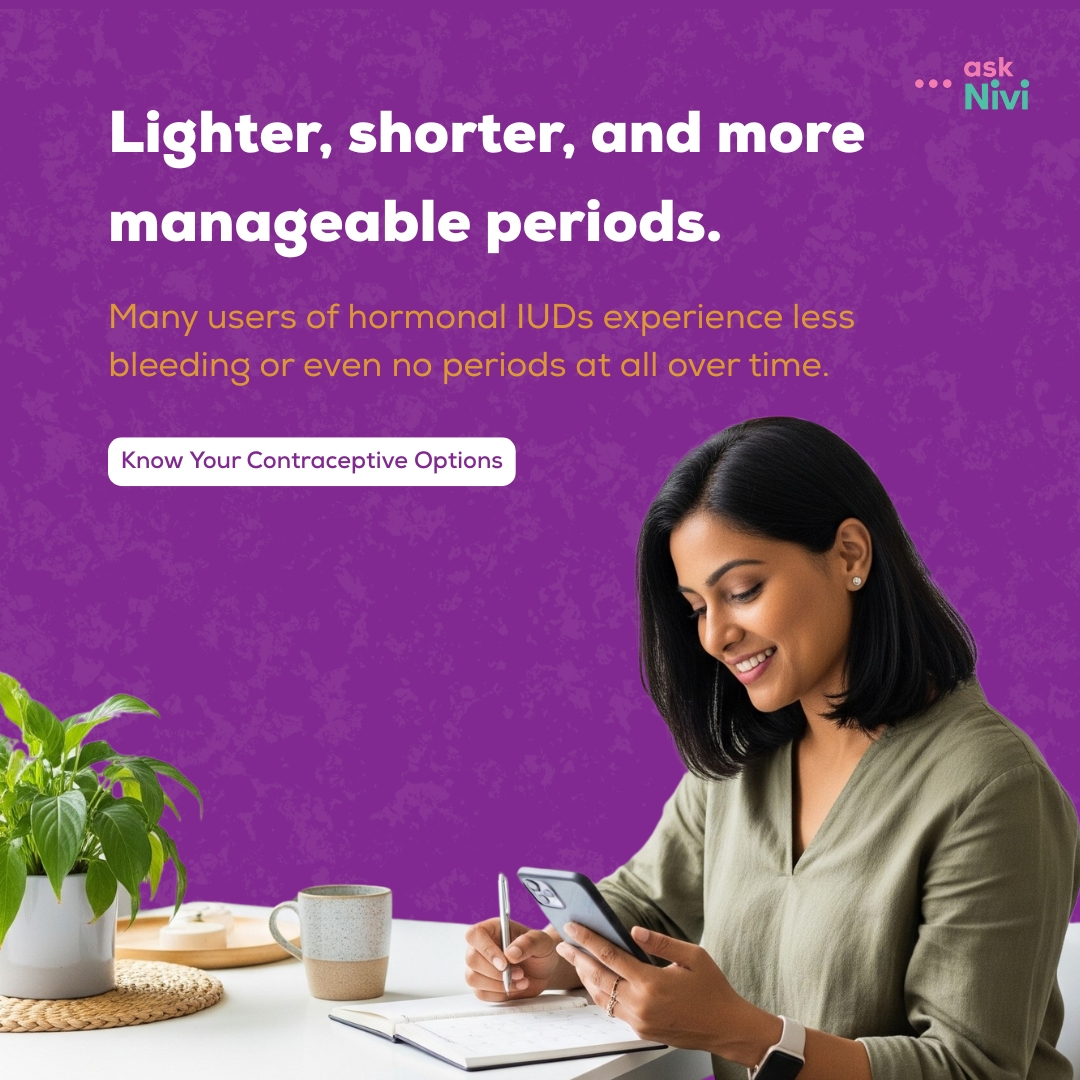 ask
Nivi
Lighter, shorter, and more
manageable periods.
Many users of hormonal IUDs experience less
bleeding or even no periods at all over time.
Know Your Contraceptive Options